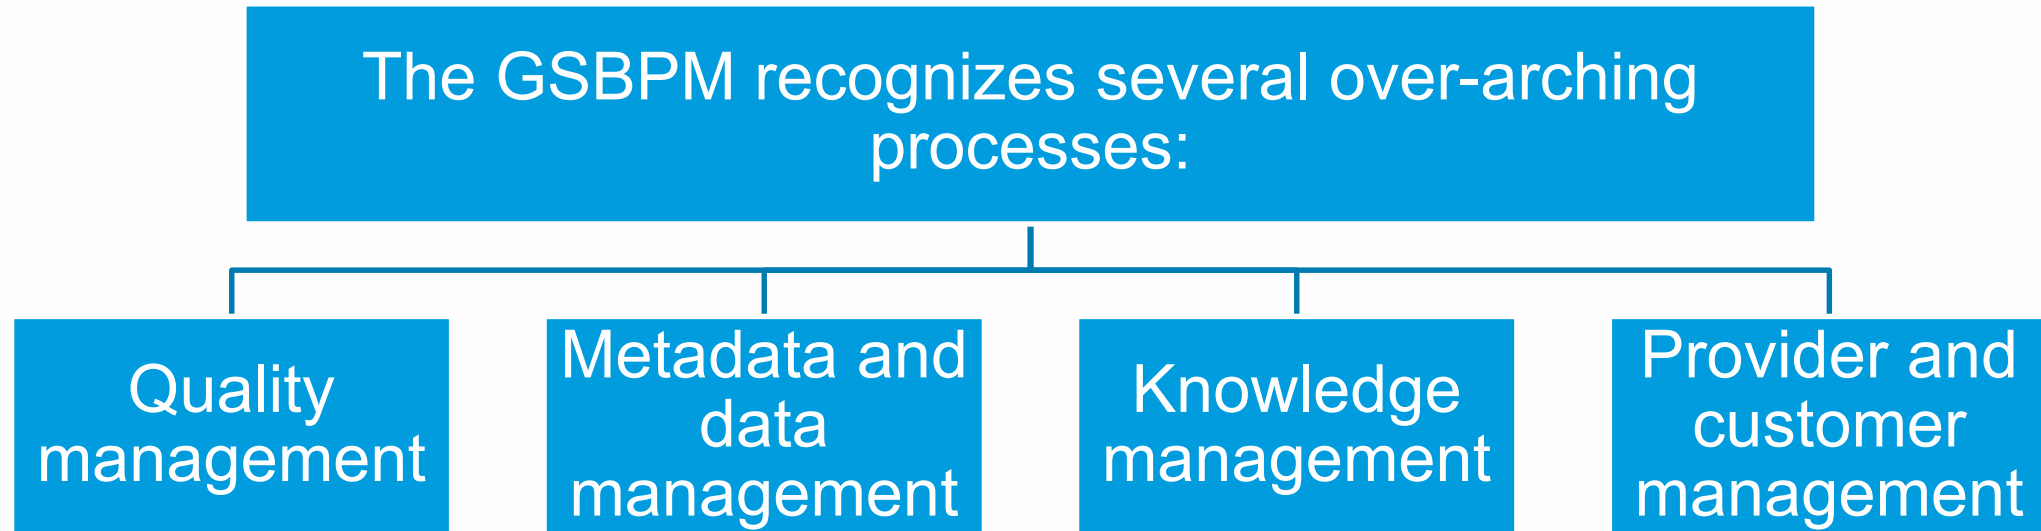 The GSBPM recognizes several over-arching
processes:
Quality
management
Metadata and
data
management
Knowledge
management
Provider and
customer
management